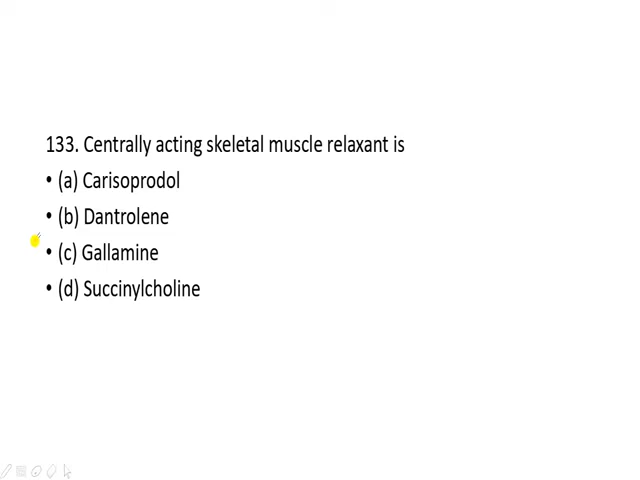 133. Centrally acting skeletal muscle relaxant is
• (a) Carisoprodol
• (b) Dantrolene
• (c) Gallamine
• (d) Succinylcholine